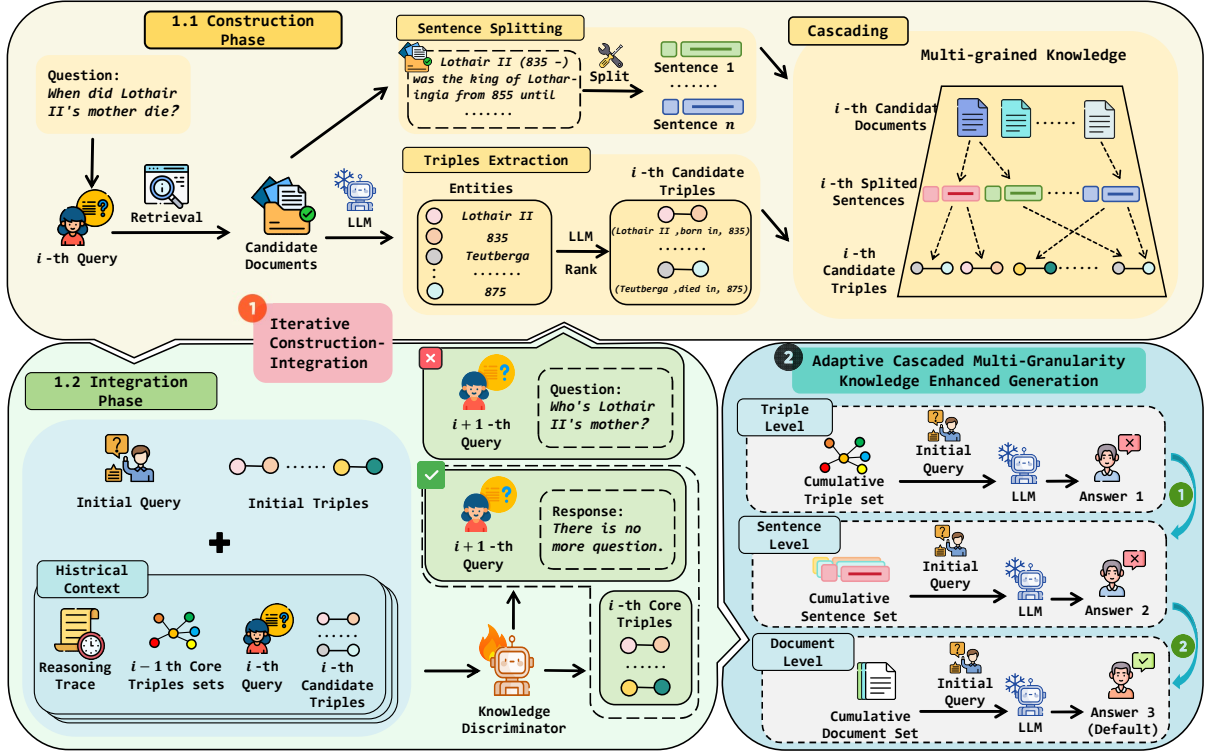 1.1 Construction
Phase
Question:
When did Lothair
II's mother die?
i-th Query
Retrieval
Candidate
Documents
LLM
Sentence Splitting
Lothair II (835 –)
was the king of Lothar-
ingia from 855 until
.......
Split
Sentence 1
.......
Sentence n
Triples Extraction
Entities
Lothair II
835
Teutberga
.......
875
LLM
Rank
i-th Candidate
Triples
(Lothair II ,born in, 835)
.......
(Teutberga ,died in, 875)
Cascading
Multi-grained Knowledge
i-th Candidat
Documents
i-th Splited
Sentences
i-th
Candidate
Triples
1
Iterative
Construction-
Integration
1.2 Integration
Phase
Initial Query
Initial Triples
+
Histrical
Context
Reasoning
Trace
i-1 th Core
Triples sets
i-th
Query
i-th
Candidate
Triples
i+1-th
Query
Question:
Who's Lothair
II's mother?
i+1-th
Query
Response:
There is no
more question.
Knowledge
Discriminator
i-th Core
Triples
2
Adaptive Cascaded Multi-Granularity
Knowledge Enhanced Generation
Triple
Level
Cumulative
Triple set
Initial
Query
LLM
Answer 1
1
Sentence
Level
Cumulative
Sentence Set
Initial
Query
LLM
Answer 2
2
Document
Level
Cumulative
Document Set
Initial
Query
LLM
Answer 3
(Default)